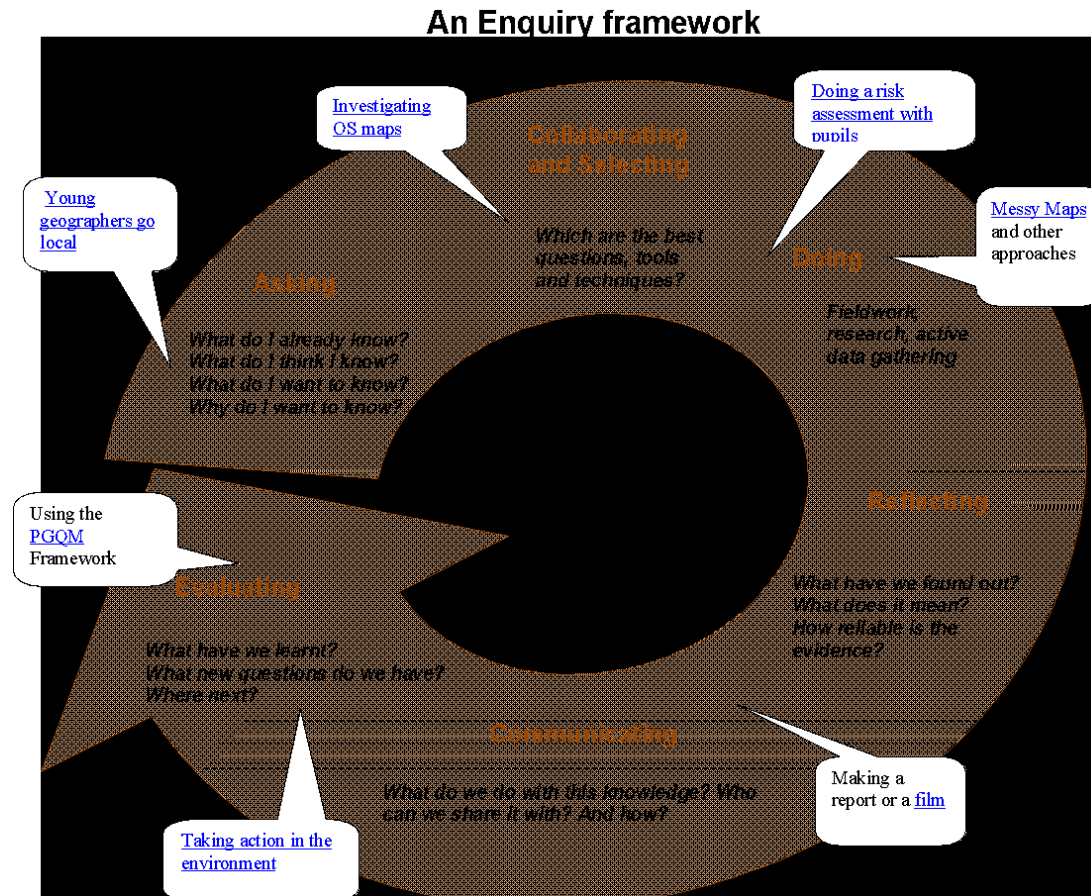 An Enquiry framework
Investigating
OS maps
Doing a risk
assessment with
pupils
Collaborating
and Selecting
Young
geographers go
local
Messy Maps
and other
approaches
Which are the best
questions, tools
and techniques?
Doing
Asking
Fieldwork,
research, active
data gathering
What do I already know?
What do I think I know?
What do I want to know?
Why do I want to know?
Reflecting
Using the
PGQM
Framework
Evaluating
What have we found out?
What does it mean?
How reliable is the
evidence?
What have we learnt?
What new questions do we have?
Where next?
Communicating
What do we do with this knowledge? Who
can we share it with? And how?
Making a
report or a film
Taking action in the
environment